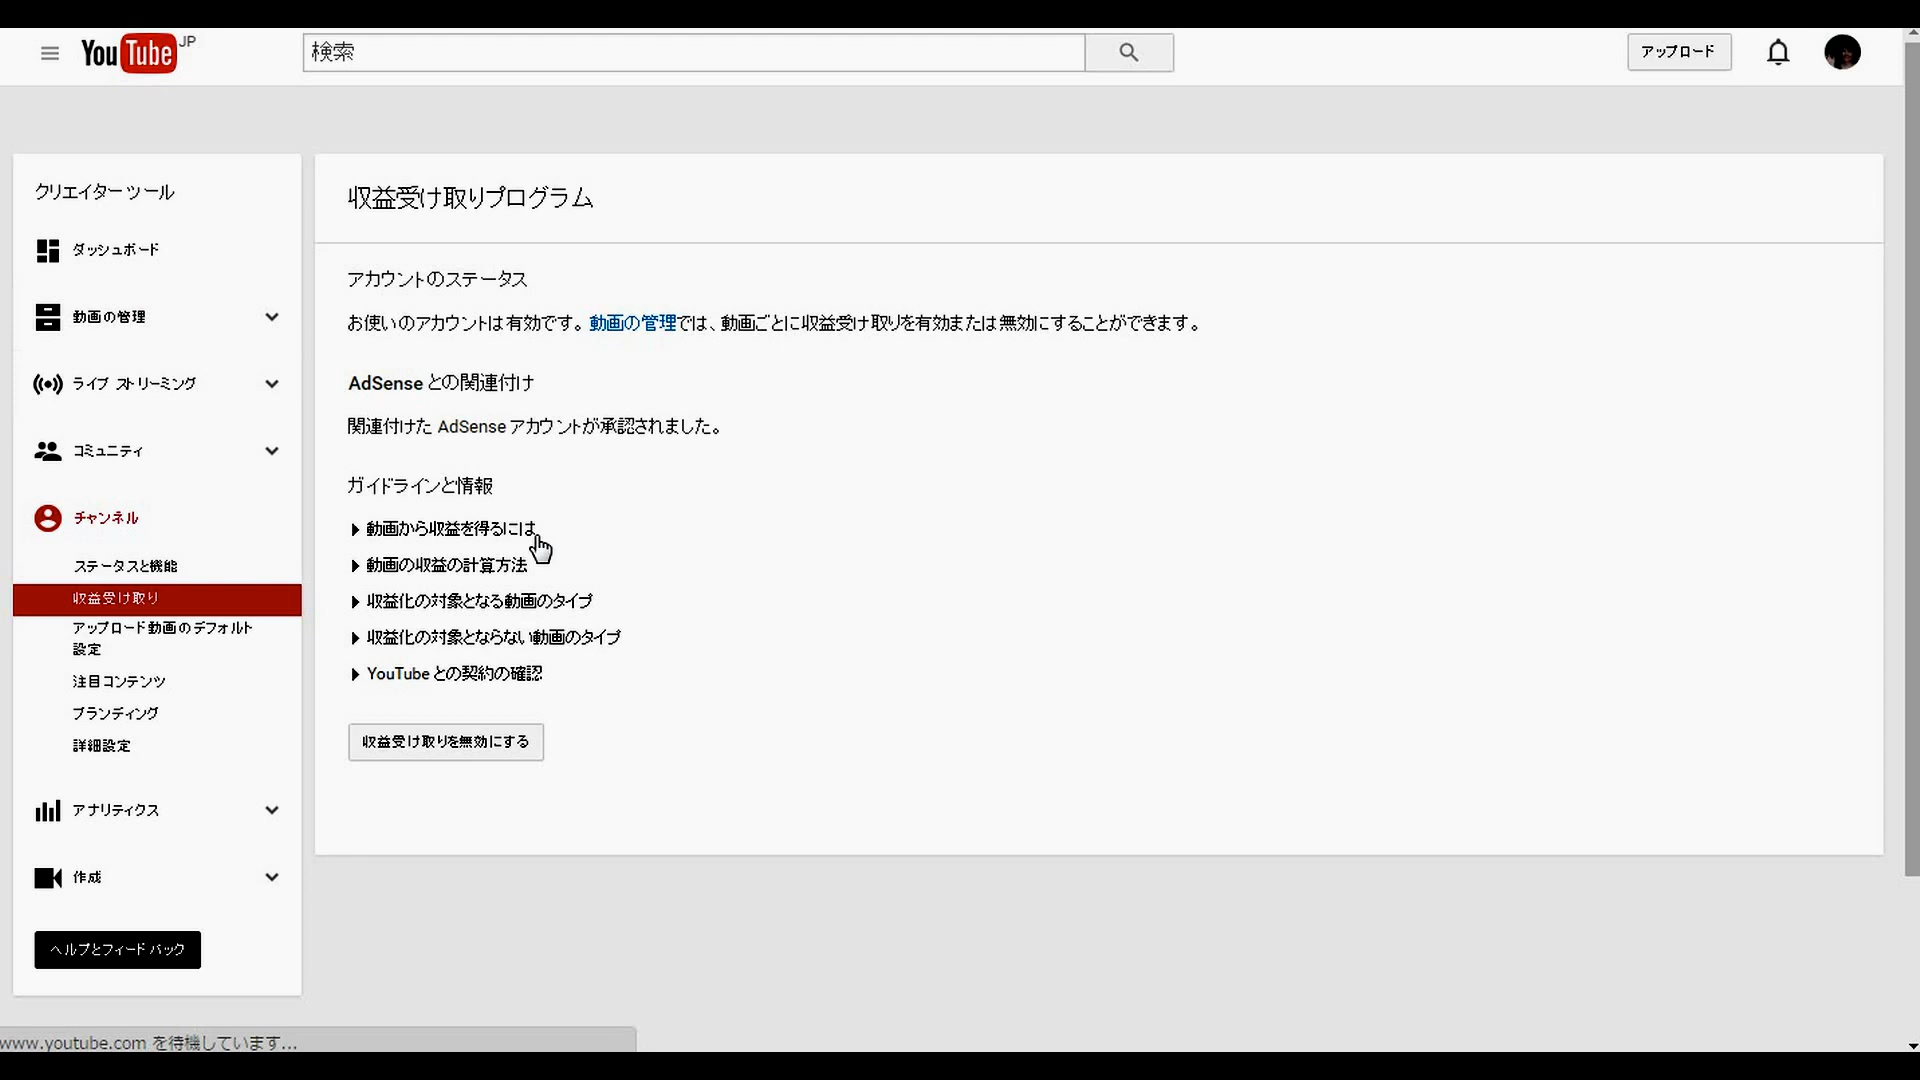 YouTube JP
検索
アップロード
クリエイター ツール
ダッシュボード
動画の管理
ライブ ストリーミング
コミュニティ
チャンネル
ステータスと機能
収益受け取り
アップロード動画のデフォルト
設定
注目コンテンツ
ブランディング
詳細設定
アナリティクス
作成
ヘルプとフィードバック
収益受け取りプログラム
アカウントのステータス
お使いのアカウントは有効です。動画の管理では、動画ごとに収益受け取りを有効または無効にすることができます。
AdSense との関連付け
関連付けた AdSense アカウントが承認されました。
ガイドラインと情報
動画から収益を得るには
動画の収益の計算方法
収益化の対象となる動画のタイプ
収益化の対象とならない動画のタイプ
YouTube との契約の確認
収益受け取りを無効にする
www.youtube.com を待機しています...